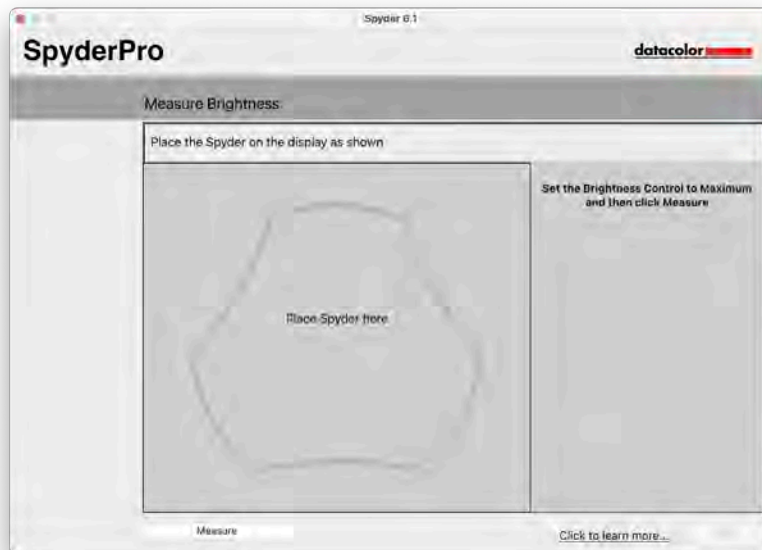 Spyder 6.1
SpyderPro
datacolor
Measure Brightness
Place the Spyder on the display as shown
Set the Brightness Control to Maximum
and then click Measure
Place Spyder here
Measure
Click to learn more...